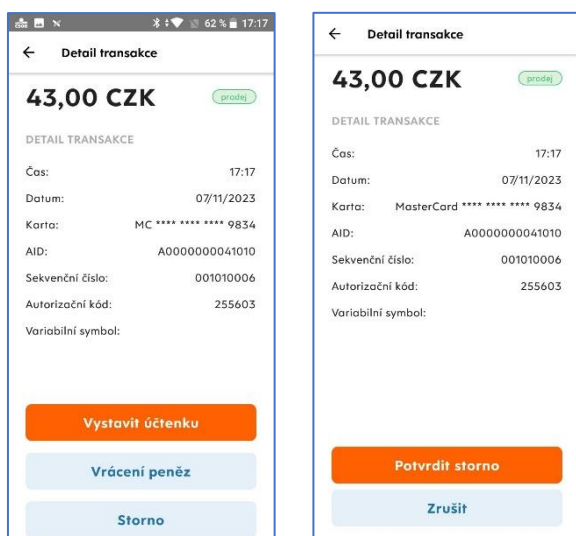 62 % 17:17
← Detail transakce
43,00 CZK prodej
DETAIL TRANSAKCE
Čas: 17:17
Datum: 07/11/2023
Karta: MC **** **** **** 9834
AID: A0000000041010
Sekvenční číslo: 001010006
Autorizační kód: 255603
Variabilní symbol:
Vystavit účtenku
Vrácení peněz
Storno
← Detail transakce
43,00 CZK prodej
DETAIL TRANSAKCE
Čas: 17:17
Datum: 07/11/2023
Karta: MasterCard **** **** **** 9834
AID: A0000000041010
Sekvenční číslo: 001010006
Autorizační kód: 255603
Variabilní symbol:
Potvrdit storno
Zrušit